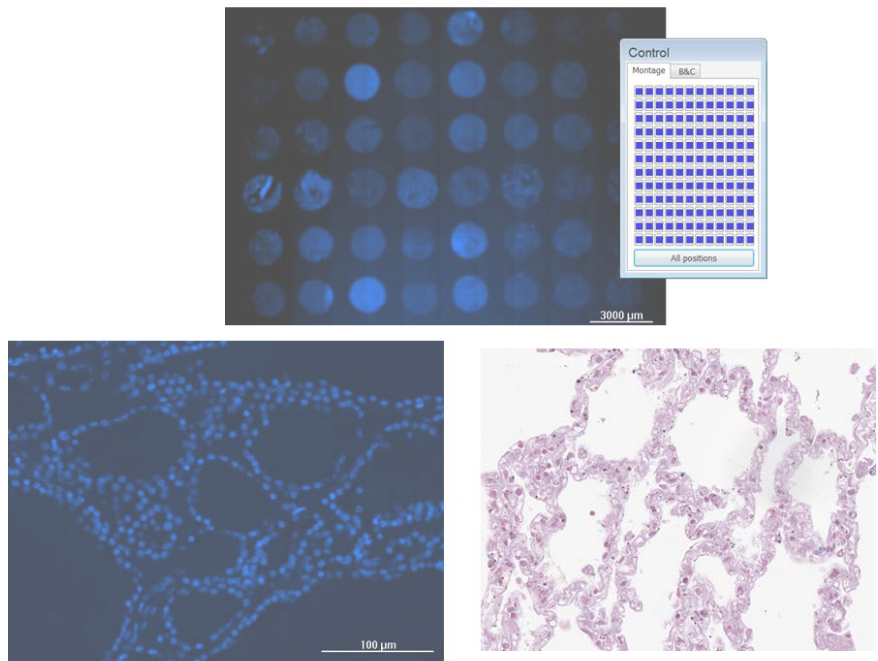 Control
Montage
B&C
All positions
3000 µm
100 µm